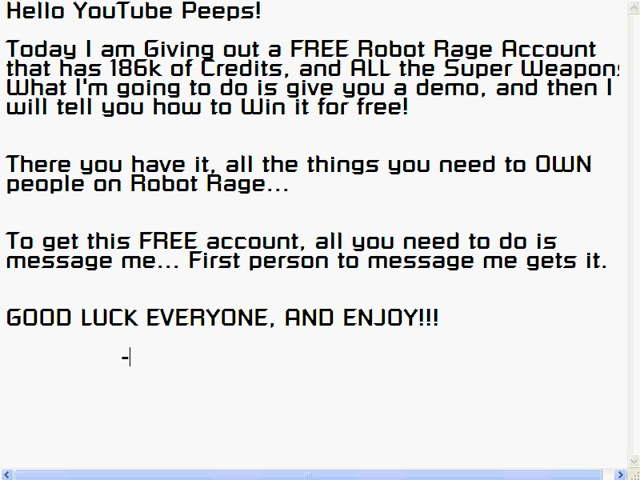 Hello YouTube Peeps!
Today I am Giving out a FREE Robot Rage Account
that has 186k of Credits, and ALL the Super Weapons
What I'm going to do is give you a demo, and then I
will tell you how to Win it for free!
There you have it, all the things you need to OWN
people on Robot Rage...
To get this FREE account, all you need to do is
message me... First person to message me gets it.
GOOD LUCK EVERYONE, AND ENJOY!!!
-